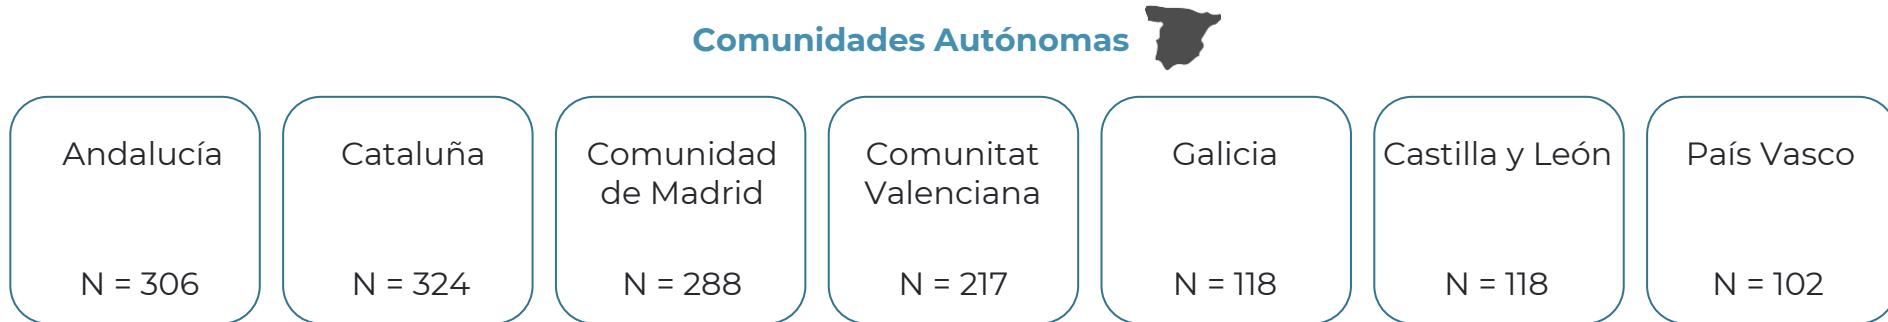 Comunidades Autónomas
Andalucía
N = 306
Cataluña
N = 324
Comunidad
de Madrid
N = 288
Comunitat
Valenciana
N = 217
Galicia
N = 118
Castilla y León
N = 118
País Vasco
N = 102